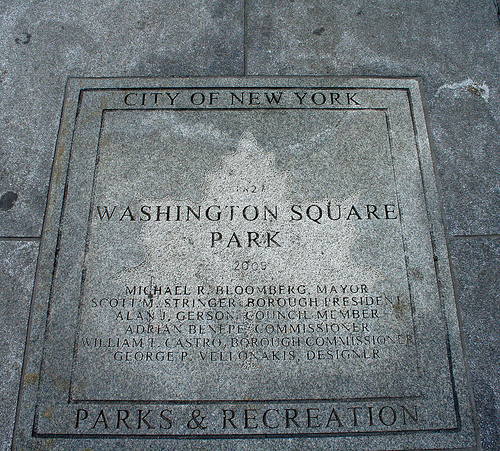 CITY OF NEW YORK
1827
WASHINGTON SQUARE
PARK
2009
MICHAEL R. BLOOMBERG, MAYOR
SCOTT M. STRINGER, BOROUGH PRESIDENT
ALAN J. GERSON, COUNCIL MEMBER
ADRIAN BENEPE, COMMISSIONER
WILLIAM T. CASTRO, BOROUGH COMMISSIONER
GEORGE P. VELLONAKIS, DESIGNER
PARKS & RECREATION